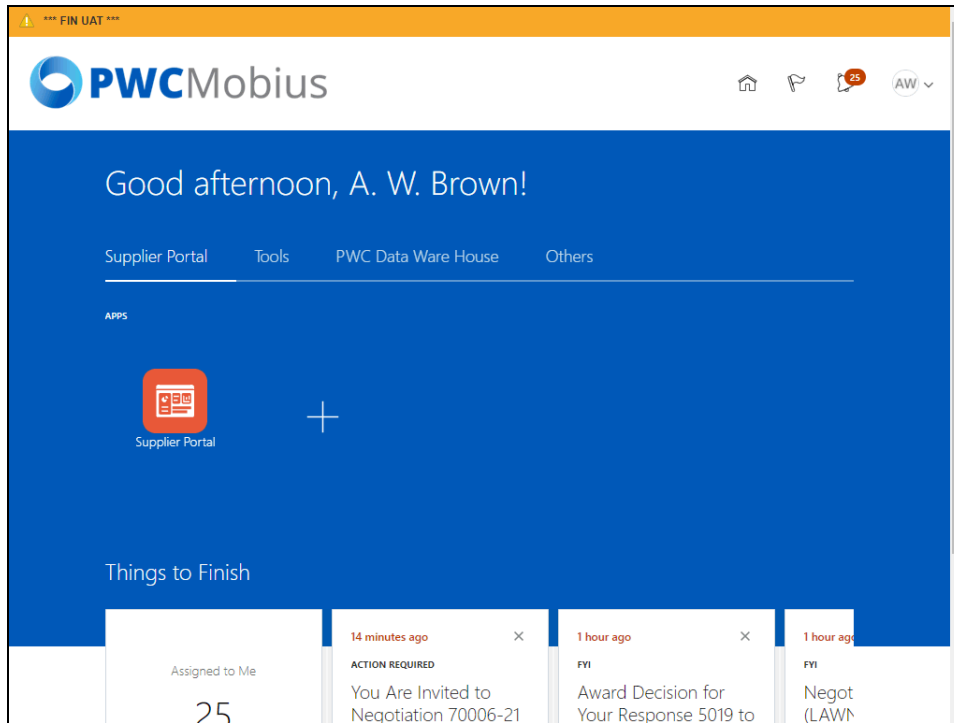 *** FIN UAT ***
PWCMobius
25
AW
Good afternoon, A. W. Brown!
Supplier Portal Tools PWC Data Ware House Others
APPS
Supplier Portal
Things to Finish
Assigned to Me
25
14 minutes ago
ACTION REQUIRED
You Are Invited to
Negotiation 70006-21
1 hour ago
FYI
Award Decision for
Your Response 5019 to
1 hour ago
FYI
Negot
(LAWN